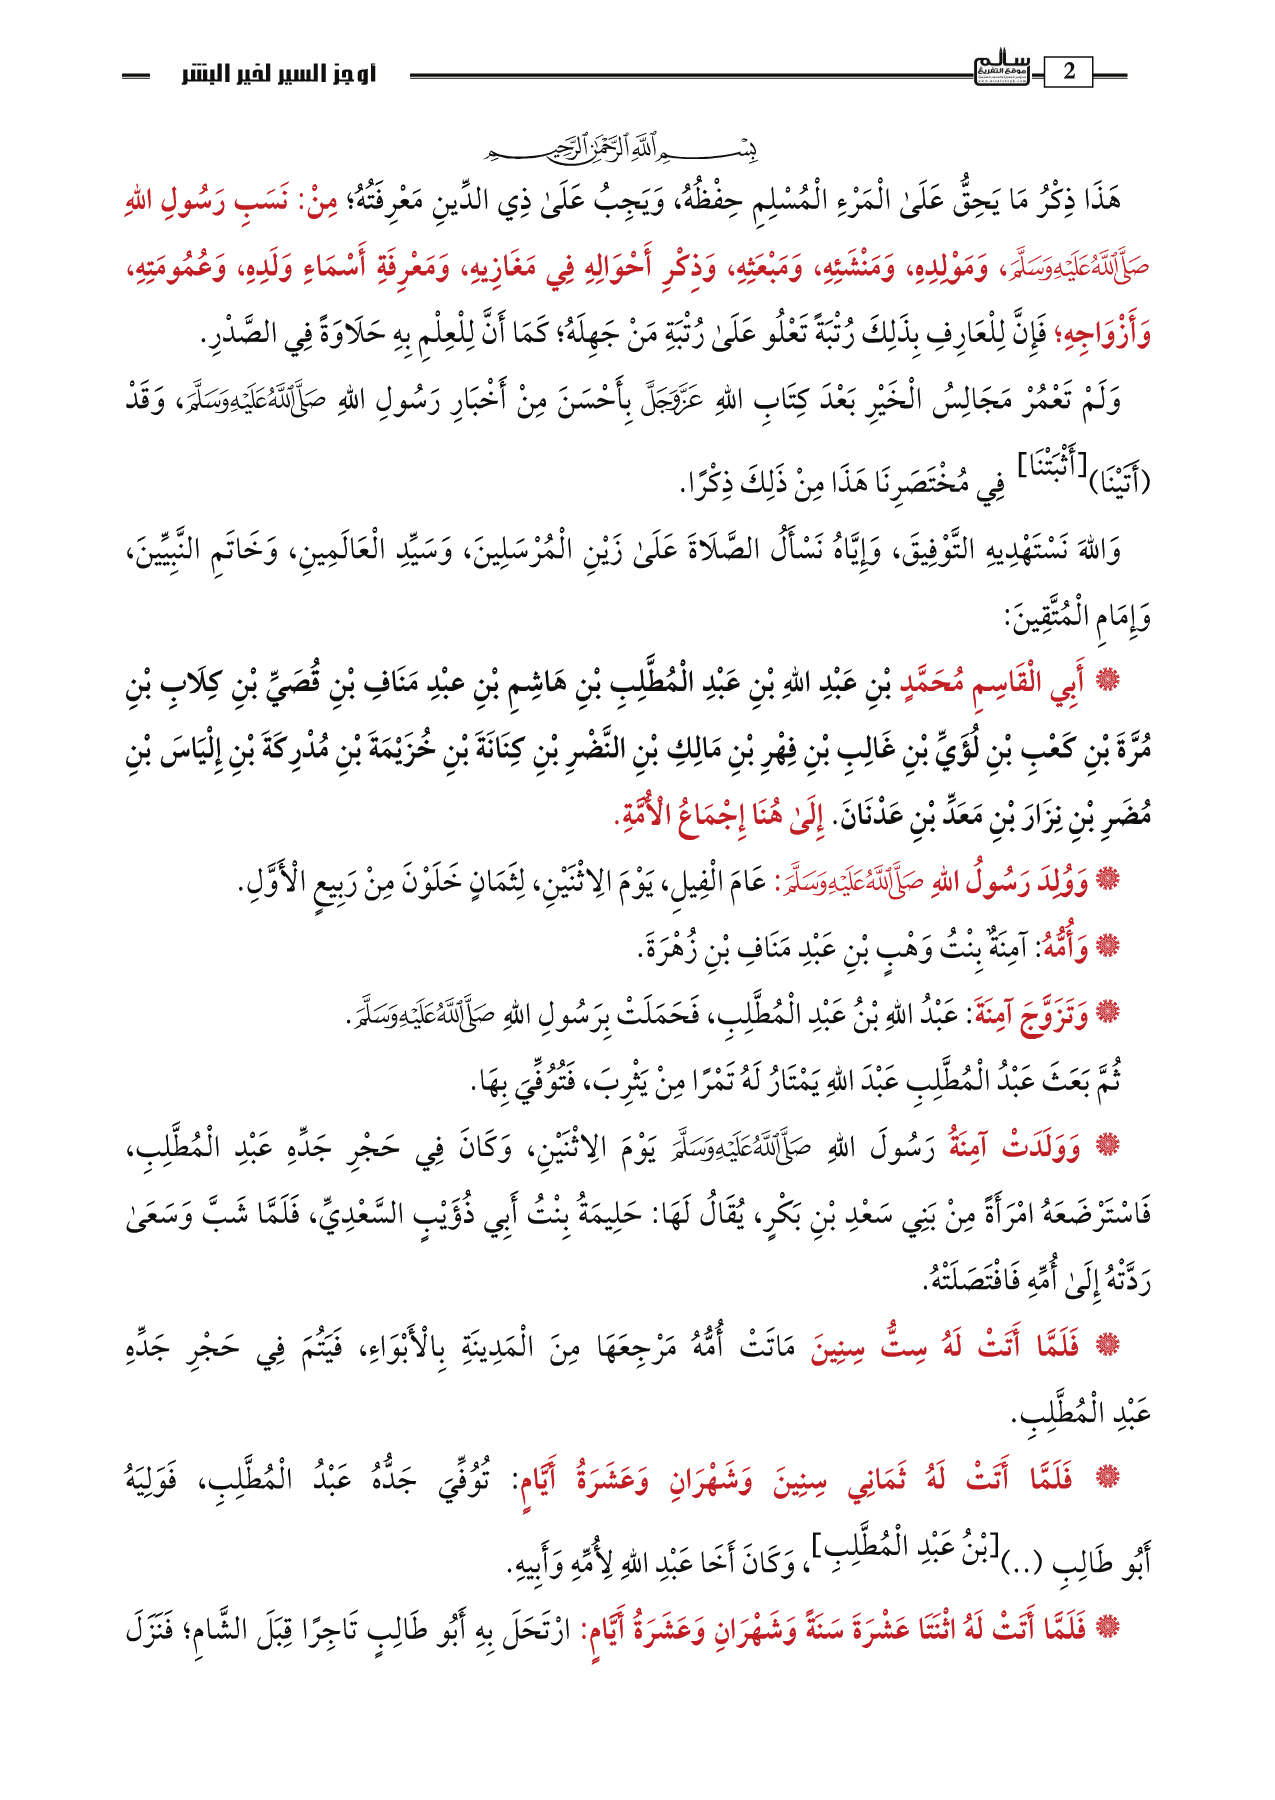 2
سالم
موقع التفريغ
أوجز السير لخير البشر
بِسْمِ اللَّهِ الرَّحْمَٰنِ الرَّحِيمِ
هَذَا ذِكْرُ مَا يَحِقُّ عَلَىٰ الْمَرْءِ الْمُسْلِمِ حِفْظُهُ، وَيَجِبُ عَلَىٰ ذِي الدِّينِ مَعْرِفَتُهُ؛ مِنْ: نَسَبِ رَسُولِ اللهِ
صَلَّى اللَّهُ عَلَيْهِ وَسَلَّمَ، وَمَوْلِدِهِ، وَمَنْشَئِهِ، وَمَبْعَثِهِ، وَذِكْرِ أَحْوَالِهِ فِي مَغَازِيهِ، وَمَعْرِفَةِ أَسْمَاءِ وَلَدِهِ، وَعُمُومَتِهِ،
وَأَزْوَاجِهِ؛ فَإِنَّ لِلْعَارِفِ بِذَلِكَ رُتْبَةً تَعْلُو عَلَىٰ رُتْبَةِ مَنْ جَهِلَهُ؛ كَمَا أَنَّ لِلْعِلْمِ بِهِ حَلَاوَةً فِي الصَّدْرِ.
وَلَمْ تَعْمُرْ مَجَالِسُ الْخَيْرِ بَعْدَ كِتَابِ اللهِ عَزَّ وَجَلَّ بِأَحْسَنَ مِنْ أَخْبَارِ رَسُولِ اللهِ صَلَّى اللَّهُ عَلَيْهِ وَسَلَّمَ، وَقَدْ
(أَتَيْنَا)[أَثْبَتْنَا] فِي مُخْتَصَرِنَا هَذَا مِنْ ذَلِكَ ذِكْرًا.
وَاللهَ نَسْتَهْدِيهِ التَّوْفِيقَ، وَإِيَّاهُ نَسْأَلُ الصَّلَاةَ عَلَىٰ زَيْنِ الْمُرْسَلِينَ، وَسَيِّدِ الْعَالَمِينِ، وَخَاتَمِ النَّبِيِّينَ،
وَإِمَامِ الْمُتَّقِينَ:
أَبِي الْقَاسِمِ مُحَمَّدٍ بْنِ عَبْدِ اللهِ بْنِ عَبْدِ الْمُطَّلِبِ بْنِ هَاشِمِ بْنِ عبْدِ مَنَافِ بْنِ قُصَيِّ بْنِ كِلَابِ بْنِ
مُرَّةَ بْنِ كَعْبِ بْنِ لُؤَيِّ بْنِ غَالِبِ بْنِ فِهْرِ بْنِ مَالِكِ بْنِ النَّضْرِ بْنِ كِنَانَةَ بْنِ خُزَيْمَةَ بْنِ مُدْرِكَةَ بْنِ إِلْيَاسَ بْنِ
مُضَرِ بْنِ نِزَارَ بْنِ مَعَدِّ بْنِ عَدْنَانَ. إِلَىٰ هُنَا إِجْمَاعُ الْأُمَّةِ.
وَوُلِدَ رَسُولُ اللهِ صَلَّى اللَّهُ عَلَيْهِ وَسَلَّمَ: عَامَ الْفِيلِ، يَوْمَ الِاثْنَيْنِ، لِثَمَانٍ خَلَوْنَ مِنْ رَبِيعٍ الْأَوَّلِ.
وَأُمُّهُ: آمِنَةٌ بِنْتُ وَهْبٍ بْنِ عَبْدِ مَنَافِ بْنِ زُهْرَةَ.
وَتَزَوَّجَ آمِنَةَ: عَبْدُ اللهِ بْنُ عَبْدِ الْمُطَّلِبِ، فَحَمَلَتْ بِرَسُولِ اللهِ صَلَّى اللَّهُ عَلَيْهِ وَسَلَّمَ.
ثُمَّ بَعَثَ عَبْدُ الْمُطَّلِبِ عَبْدَ اللهِ يَمْتَارُ لَهُ تَمْرًا مِنْ يَثْرِبَ، فَتُوُفِّيَ بِهَا.
وَوَلَدَتْ آمِنَةُ رَسُولَ اللهِ صَلَّى اللَّهُ عَلَيْهِ وَسَلَّمَ يَوْمَ الِاثْنَيْنِ، وَكَانَ فِي حَجْرِ جَدِّهِ عَبْدِ الْمُطَّلِبِ،
فَاسْتَرْضَعَهُ امْرَأَةً مِنْ بَنِي سَعْدِ بْنِ بَكْرٍ، يُقَالُ لَهَا: حَلِيمَةُ بِنْتُ أَبِي ذُؤَيْبٍ السَّعْدِيِّ، فَلَمَّا شَبَّ وَسَعَىٰ
رَدَّتْهُ إِلَىٰ أُمِّهِ فَافْتَصَلَتْهُ.
فَلَمَّا أَتَتْ لَهُ سِتُّ سِنِينَ مَاتَتْ أُمُّهُ مَرْجِعَهَا مِنَ الْمَدِينَةِ بِالْأَبْوَاءِ، فَيَتُمَ فِي حَجْرِ جَدِّهِ
عَبْدِ الْمُطَّلِبِ.
فَلَمَّا أَتَتْ لَهُ ثَمَانِي سِنِينَ وَشَهْرَانِ وَعَشَرَةُ أَيَّامٍ: تُوُفِّيَ جَدُّهُ عَبْدُ الْمُطَّلِبِ، فَوَلِيَهُ
أَبُو طَالِبِ (..)[بْنُ عَبْدِ الْمُطَّلِبِ]، وَكَانَ أَخَا عَبْدِ اللهِ لِأُمِّهِ وَأَبِيهِ.
فَلَمَّا أَتَتْ لَهُ اثْنَتَا عَشْرَةَ سَنَةً وَشَهْرَانِ وَعَشَرَةُ أَيَّامٍ: ارْتَحَلَ بِهِ أَبُو طَالِبٍ تَاجِرًا قِبَلَ الشَّامِ؛ فَنَزَلَ